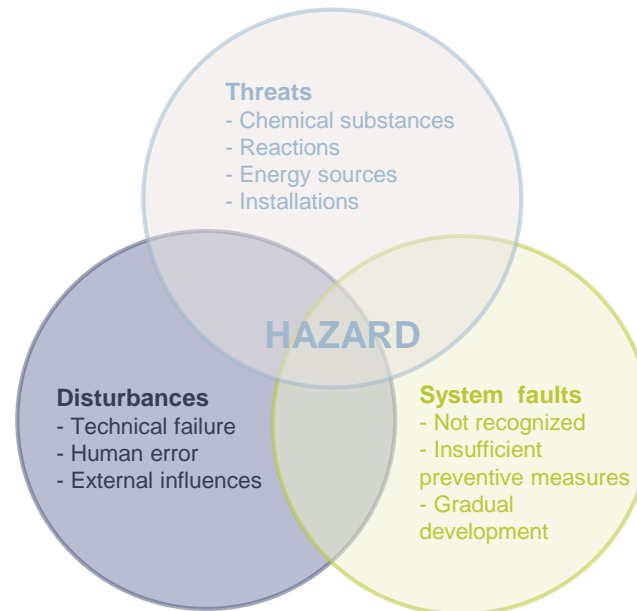 Threats
- Chemical substances
- Reactions
- Energy sources
- Installations
HAZARD
Disturbances
- Technical failure
- Human error
- External influences
System faults
- Not recognized
- Insufficient
preventive measures
- Gradual
development